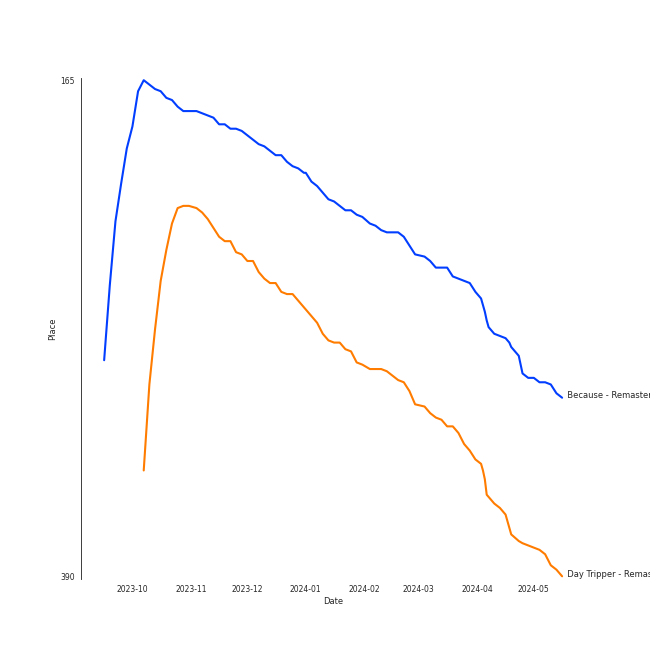 165
Place
390
Because - Remaster
Day Tripper - Remas
2023-10 2023-11 2023-12 2024-01 2024-02 2024-03 2024-04 2024-05
Date